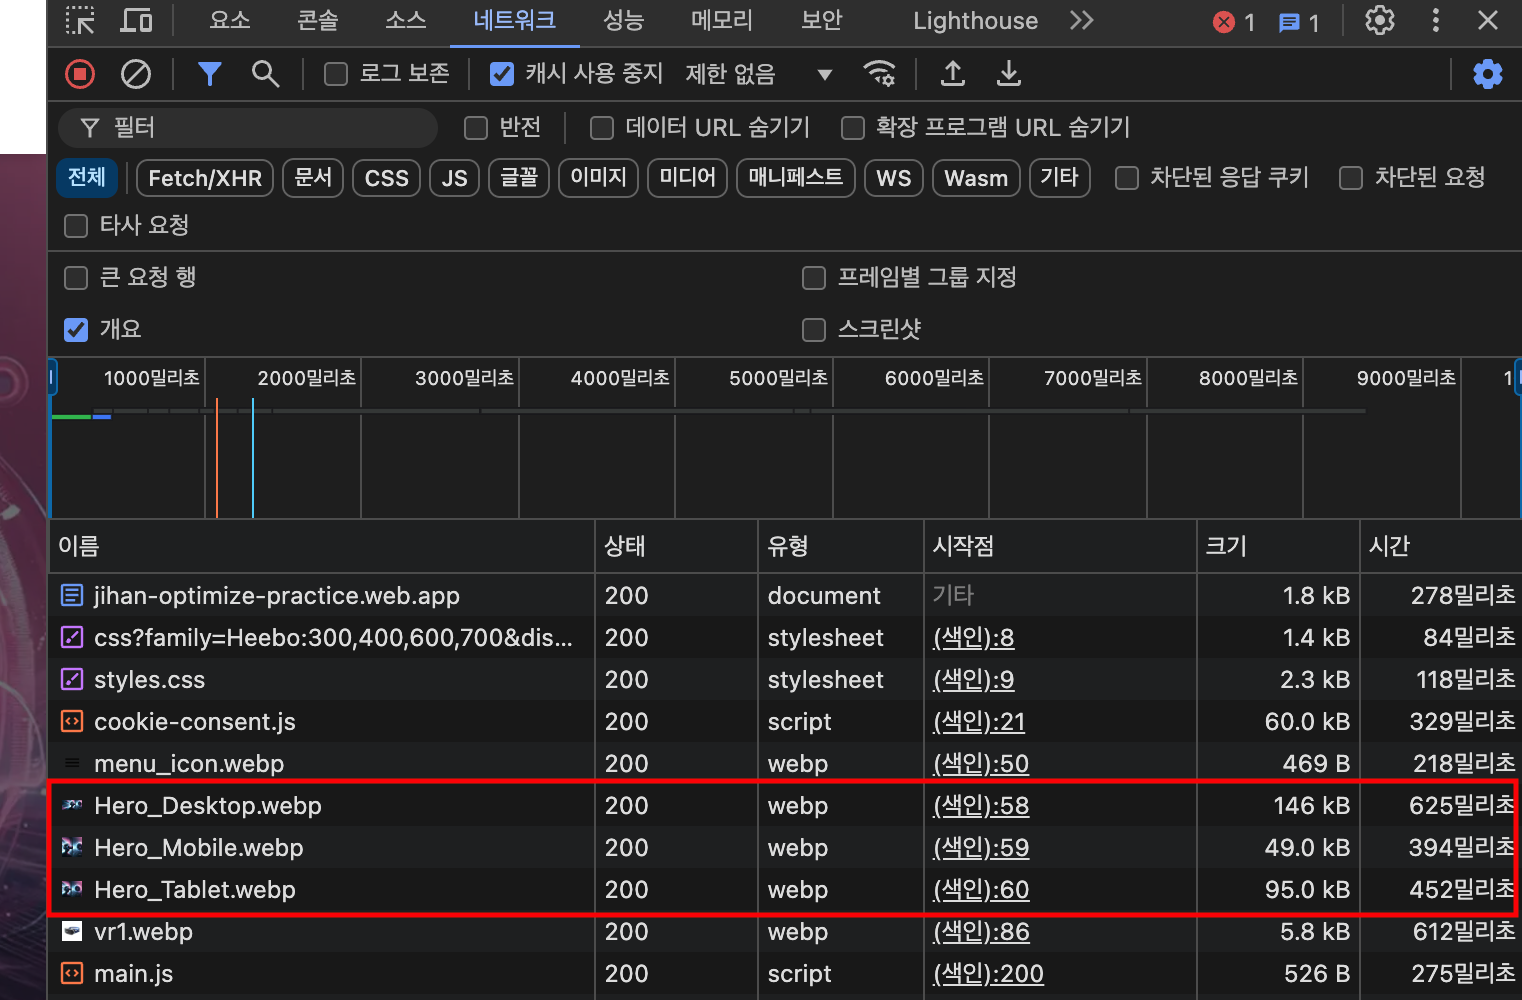 요소 콘솔 소스 네트워크 성능 메모리 보안 Lighthouse 1 1
로그 보존 캐시 사용 중지 제한 없음
필터 반전 데이터 URL 숨기기 확장 프로그램 URL 숨기기
전체 Fetch/XHR 문서 CSS JS 글꼴 이미지 미디어 매니페스트 WS Wasm 기타 차단된 응답 쿠키 차단된 요청
타사 요청
큰 요청 행 프레임별 그룹 지정
개요 스크린샷
1000밀리초 2000밀리초 3000밀리초 4000밀리초 5000밀리초 6000밀리초 7000밀리초 8000밀리초 9000밀리초 1
이름 상태 유형 시작점 크기 시간
jihan-optimize-practice.web.app 200 document 기타 1.8 kB 278밀리초
css?family=Heebo:300,400,600,700&dis... 200 stylesheet (색인):8 1.4 kB 84밀리초
styles.css 200 stylesheet (색인):9 2.3 kB 118밀리초
cookie-consent.js 200 script (색인):21 60.0 kB 329밀리초
menu_icon.webp 200 webp (색인):50 469 B 218밀리초
Hero_Desktop.webp 200 webp (색인):58 146 kB 625밀리초
Hero_Mobile.webp 200 webp (색인):59 49.0 kB 394밀리초
Hero_Tablet.webp 200 webp (색인):60 95.0 kB 452밀리초
vr1.webp 200 webp (색인):86 5.8 kB 612밀리초
main.js 200 script (색인):200 526 B 275밀리초